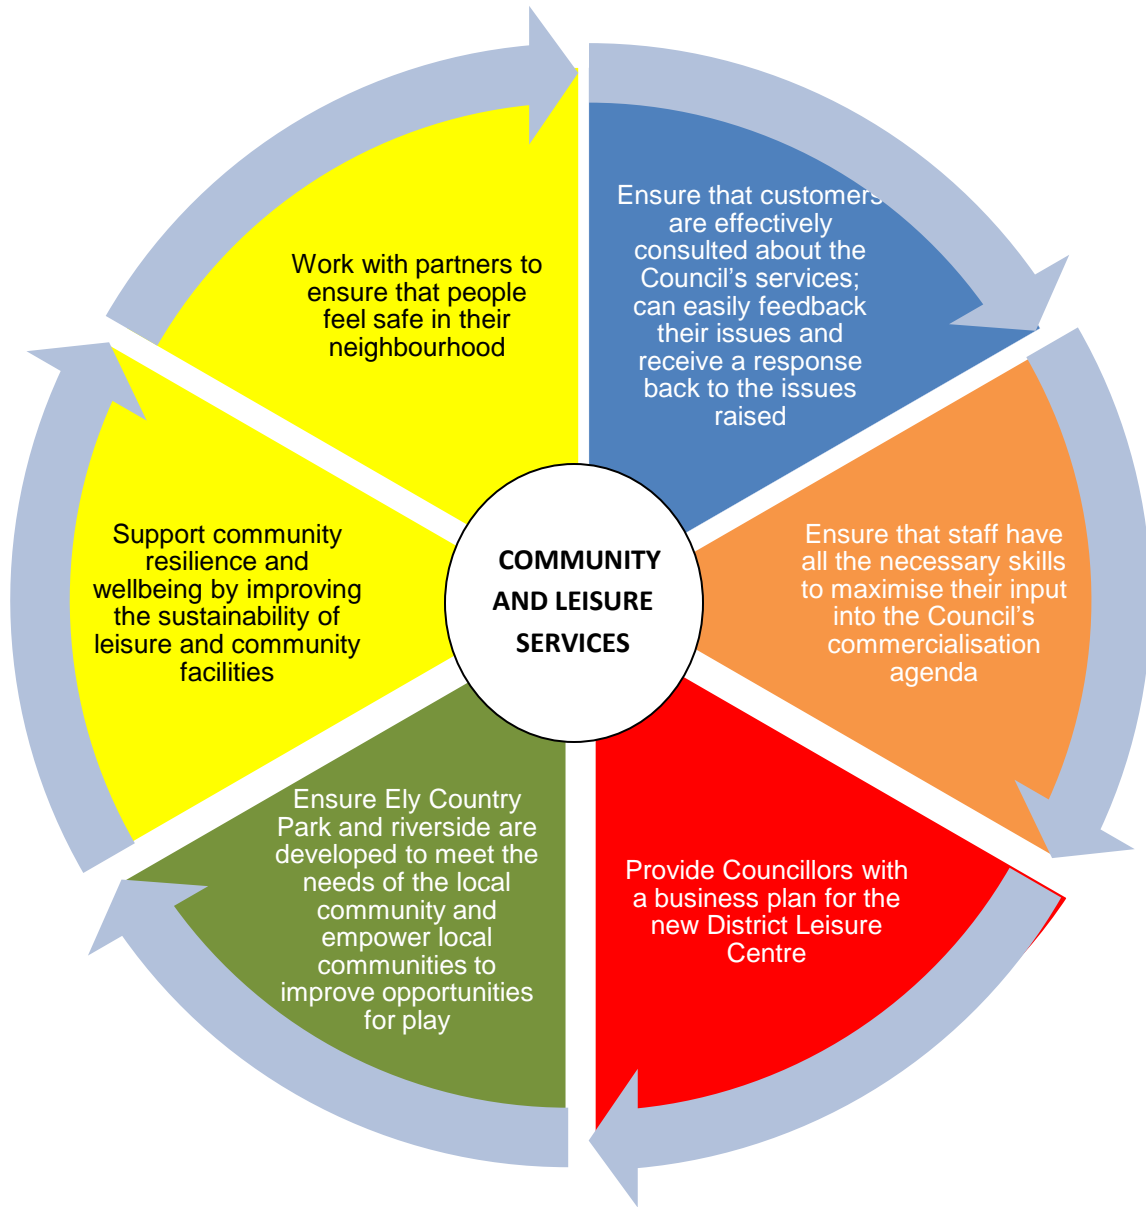 Ensure that customers
are effectively
consulted about the
Council’s services;
can easily feedback
their issues and
receive a response
back to the issues
raised
Ensure that staff have
all the necessary skills
to maximise their input
into the Council’s
commercialisation
agenda
Provide Councillors with
a business plan for the
new District Leisure
Centre
Ensure Ely Country
Park and riverside are
developed to meet the
needs of the local
community and
empower local
communities to
improve opportunities
for play
Support community
resilience and
wellbeing by improving
the sustainability of
leisure and community
facilities
Work with partners to
ensure that people
feel safe in their
neighbourhood
COMMUNITY
AND LEISURE
SERVICES